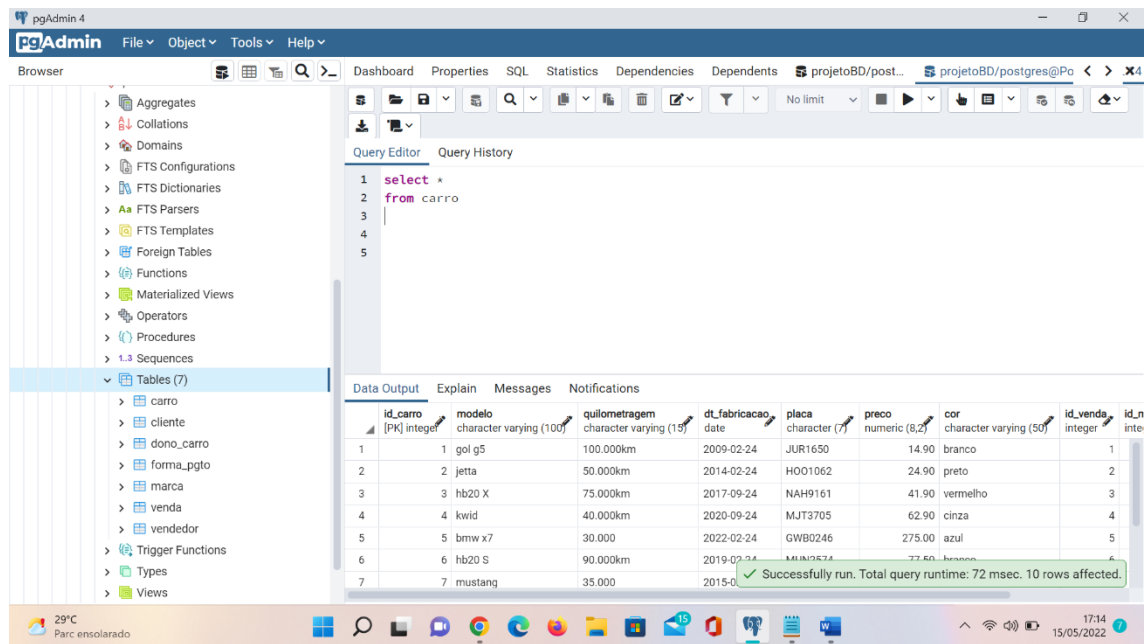 pgAdmin 4
pgAdmin File Object Tools Help
Browser
Dashboard Properties SQL Statistics Dependencies Dependents projetoBD/post... projetoBD/postgres@Po
No limit
Query Editor Query History
1 select *
2 from carro
3
4
5
Aggregates
Collations
Domains
FTS Configurations
FTS Dictionaries
Aa FTS Parsers
FTS Templates
Foreign Tables
Functions
Materialized Views
Operators
Procedures
1..3 Sequences
Tables (7)
carro
cliente
dono_carro
forma_pgto
marca
venda
vendedor
Trigger Functions
Types
Views
Data Output Explain Messages Notifications
id_carro modelo quilometragem dt_fabricacao placa preco cor id_venda
[PK] integer character varying (100) character varying (15) date character (7) numeric (8,2) character varying (50) integer
1 1 gol g5 100.000km 2009-02-24 JUR1650 14.90 branco 1
2 2 jetta 50.000km 2014-02-24 HOO1062 24.90 preto 2
3 3 hb20 X 75.000km 2017-09-24 NAH9161 41.90 vermelho 3
4 4 kwid 40.000km 2020-09-24 MJT3705 62.90 cinza 4
5 5 bmw x7 30.000 2022-02-24 GWB0246 275.00 azul 5
6 6 hb20 S 90.000km
7 7 mustang 35.000
Successfully run. Total query runtime: 72 msec. 10 rows affected.
29°C
Parc ensolarado
17:14
15/05/2022
7